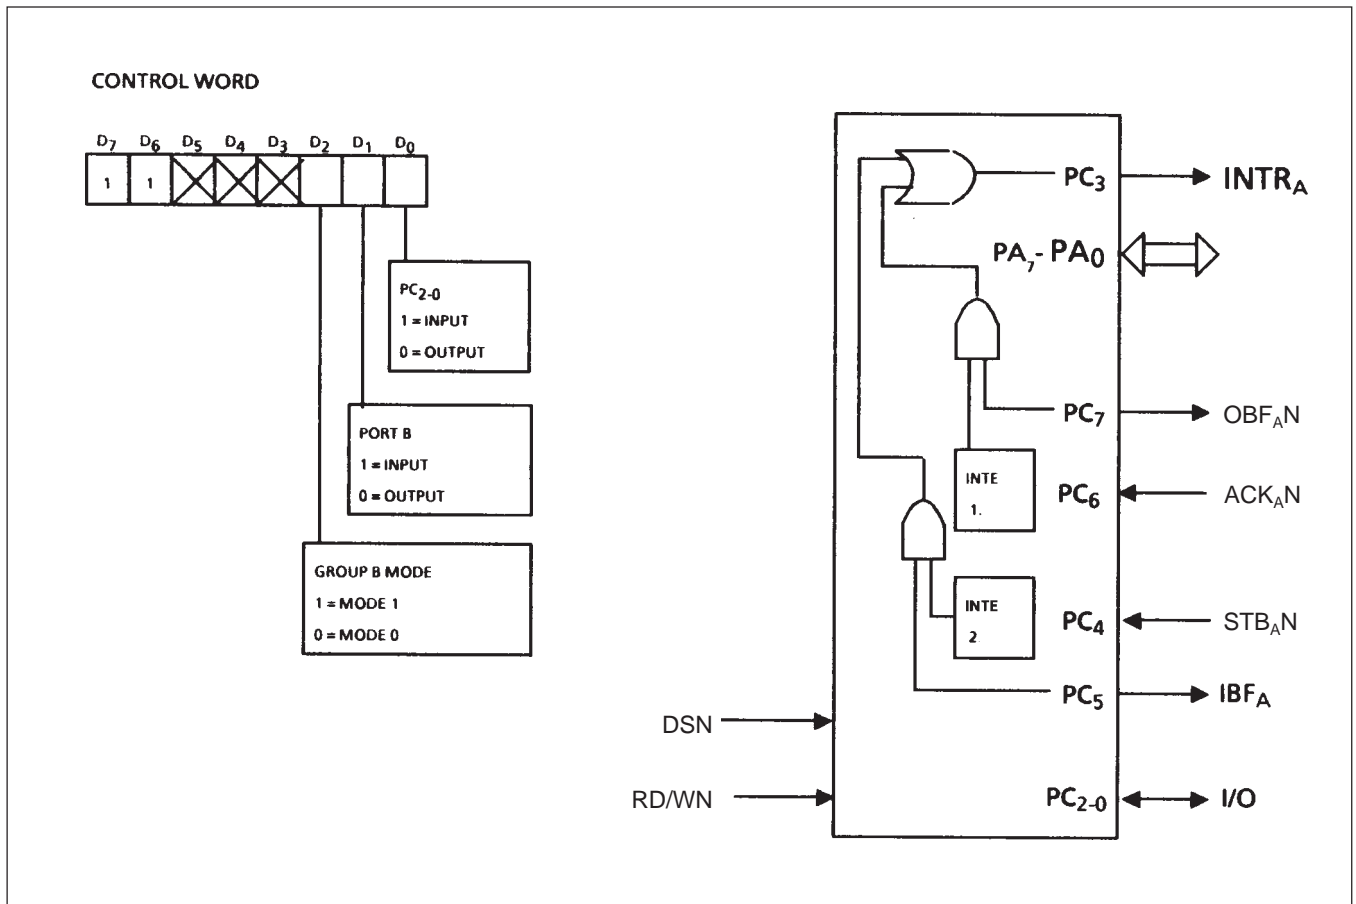 CONTROL WORD
D7 D6 D5 D4 D3 D2 D1 D0
1 1
PC2-0
1 = INPUT
0 = OUTPUT
PORT B
1 = INPUT
0 = OUTPUT
GROUP B MODE
1 = MODE 1
0 = MODE 0
PC3 INTRA
PA7- PA0
PC7 OBFAN
INTE
1.
PC6 ACKAN
INTE
2
PC4 STBAN
PC5 IBFA
DSN
RD/WN
PC2-0 I/O